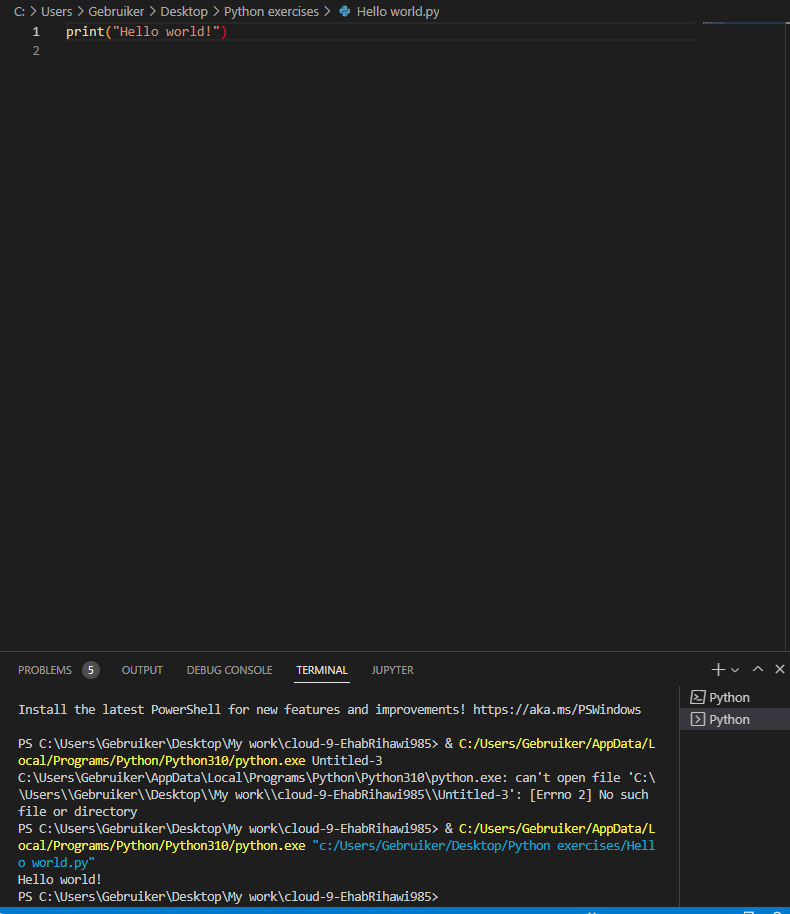 C: > Users > Gebruiker > Desktop > Python exercises > Hello world.py
1 print("Hello world!")
2
PROBLEMS 5 OUTPUT DEBUG CONSOLE TERMINAL JUPYTER
Python
Python
Install the latest PowerShell for new features and improvements! https://aka.ms/PSWindows
PS C:\Users\Gebruiker\Desktop\My work\cloud-9-EhabRihawi985> & C:/Users/Gebruiker/AppData/L
ocal/Programs/Python/Python310/python.exe Untitled-3
C:\Users\Gebruiker\AppData\Local\Programs\Python\Python310\python.exe: can't open file 'C:\
\Users\\Gebruiker\\Desktop\\My work\\cloud-9-EhabRihawi985\\Untitled-3': [Errno 2] No such
file or directory
PS C:\Users\Gebruiker\Desktop\My work\cloud-9-EhabRihawi985> & C:/Users/Gebruiker/AppData/L
ocal/Programs/Python/Python310/python.exe "c:/Users/Gebruiker/Desktop/Python exercises/Hell
o world.py"
Hello world!
PS C:\Users\Gebruiker\Desktop\My work\cloud-9-EhabRihawi985>